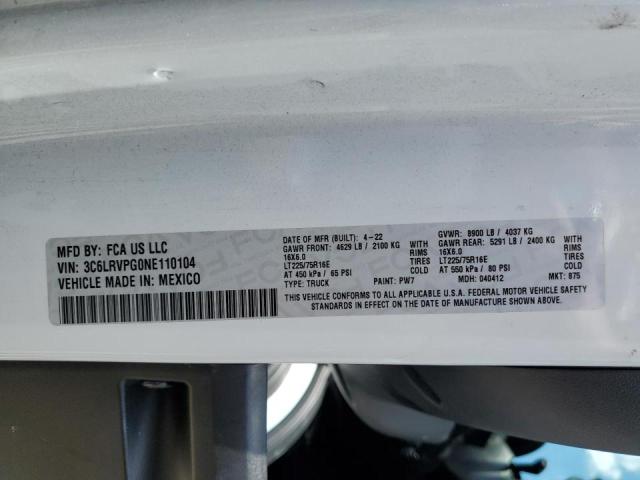 MFD BY: FCA US LLC
VIN: 3C6LRVPG0NE110104
VEHICLE MADE IN: MEXICO
DATE OF MFR (BUILT): 4-22
GAWR FRONT: 4629 LB / 2100 KG WITH
16X6.0 RIMS
LT225/75R16E TIRES
AT 450 kPa / 65 PSI COLD
TYPE: TRUCK PAINT: PW7
GVWR: 8900 LB / 4037 KG
GAWR REAR: 5291 LB / 2400 KG WITH
16X6.0 RIMS
LT225/75R16E TIRES
AT 550 kPa / 80 PSI COLD
MDH: 040412 MKT: 875
THIS VEHICLE CONFORMS TO ALL APPLICABLE U.S.A. FEDERAL MOTOR VEHICLE SAFETY
STANDARDS IN EFFECT ON THE DATE OF MANUFACTURE SHOWN ABOVE.